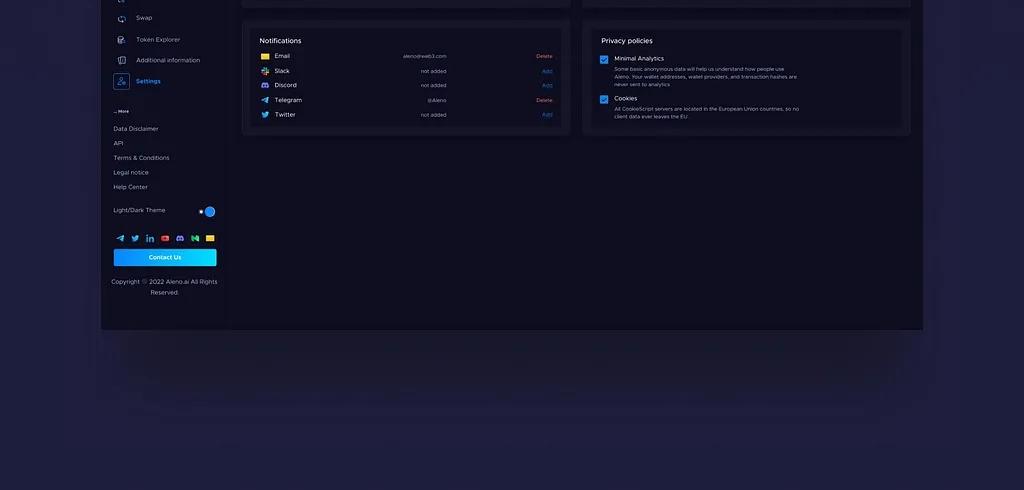 Swap
Token Explorer
Additional information
Settings
... More
Data Disclaimer
API
Terms & Conditions
Legal notice
Help Center
Light/Dark Theme
Contact Us
Copyright © 2022 Aleno.ai All Rights
Reserved.
Notifications
Email aleno@web3.com Delete
Slack not added Add
Discord not added Add
Telegram @Aleno Delete
Twitter not added Add
Privacy policies
Minimal Analytics
Some basic anonymous data will help us understand how people use
Aleno. Your wallet addresses, wallet providers, and transaction hashes are
never sent to analytics
Cookies
All CookieScript servers are located in the European Union countries, so no
client data ever leaves the EU.